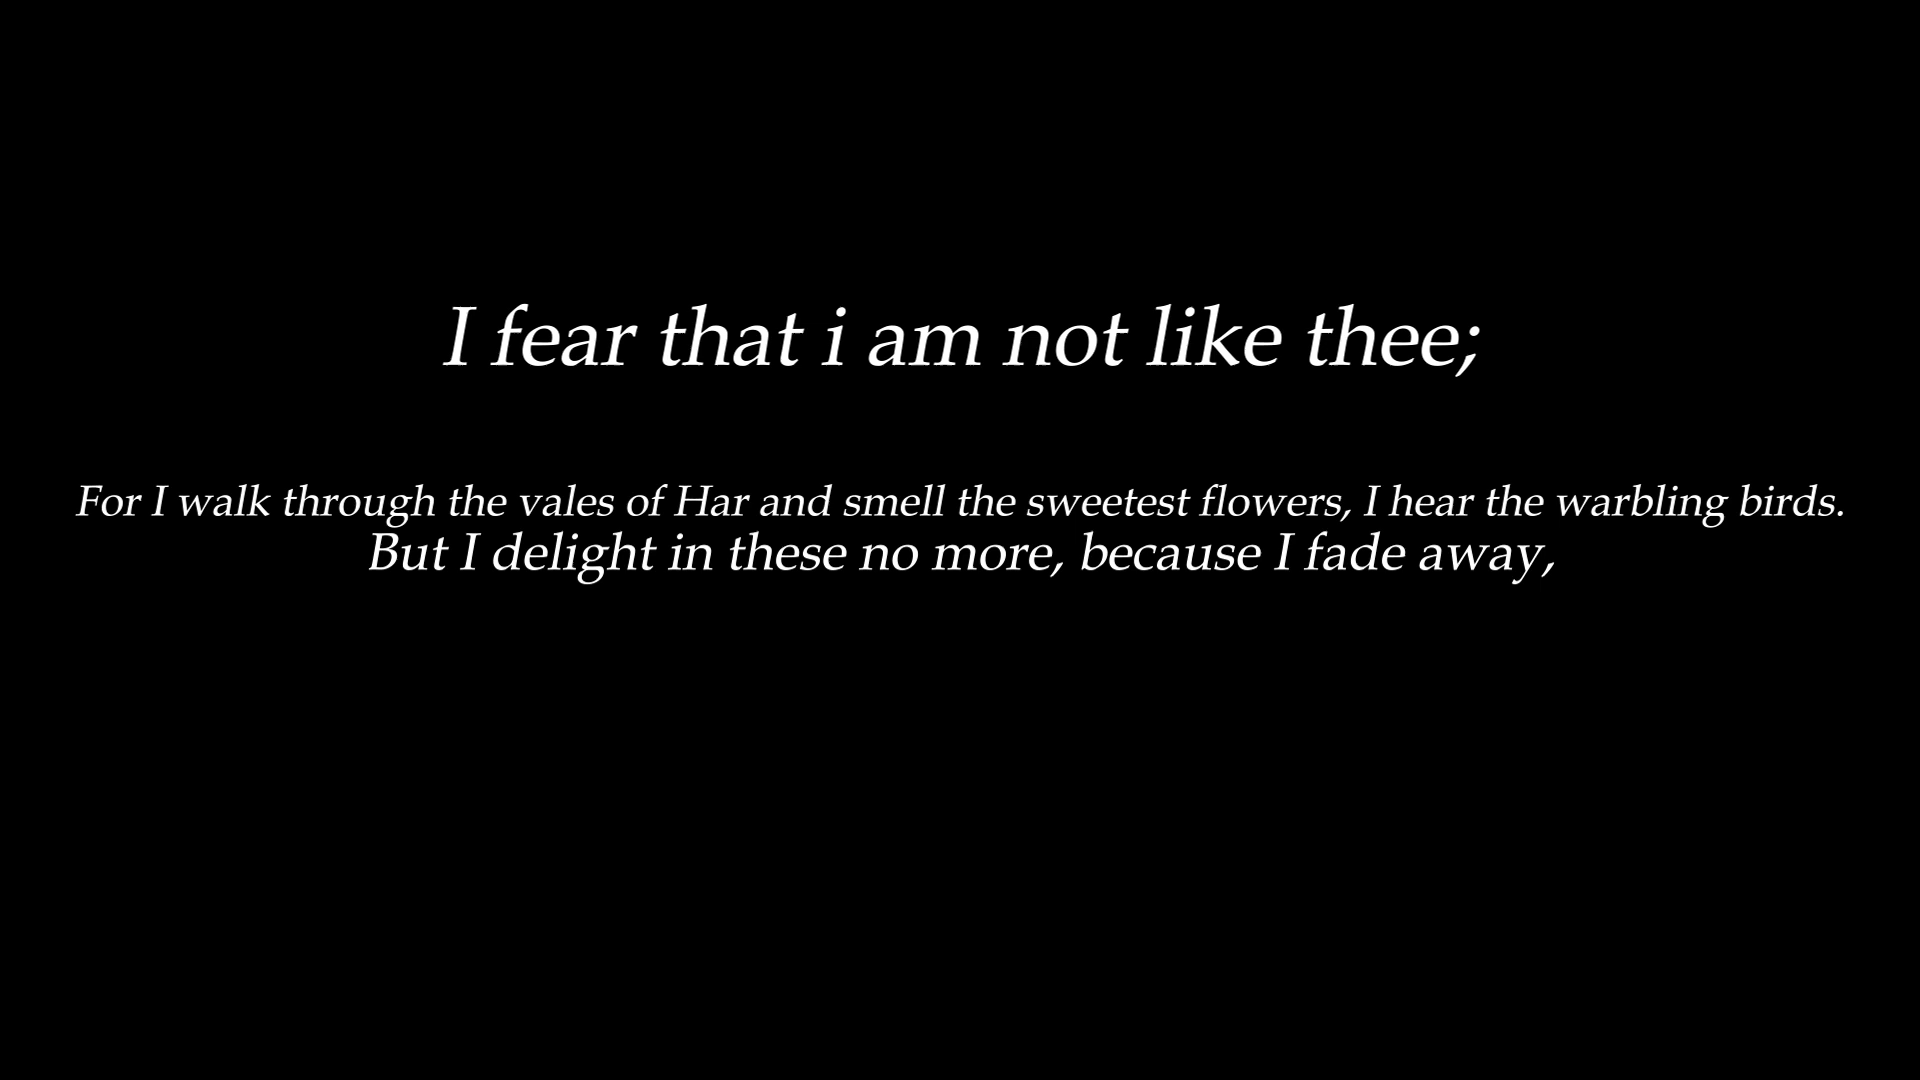 I fear that i am not like thee;
For I walk through the vales of Har and smell the sweetest flowers, I hear the warbling birds.
But I delight in these no more, because I fade away,